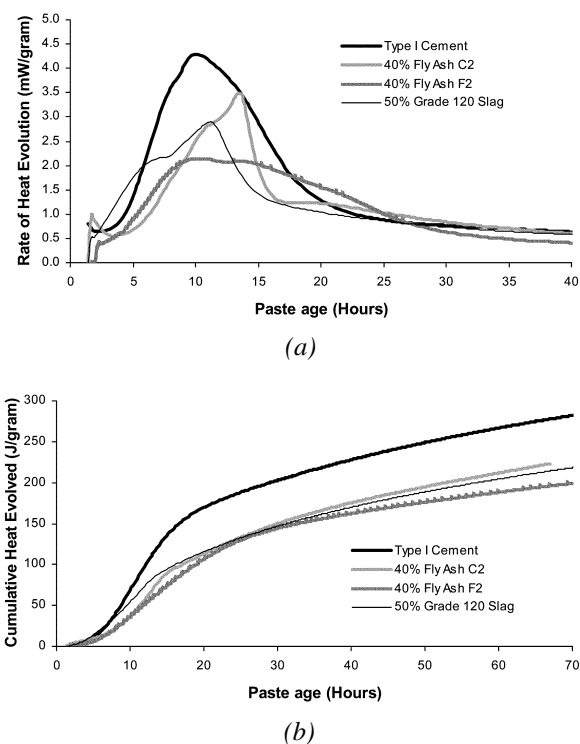 5.0
4.5
4.0
3.5
3.0
2.5
2.0
1.5
1.0
0.5
0.0
Rate of Heat Evolution (mW/gram)
Type I Cement
40% Fly Ash C2
40% Fly Ash F2
50% Grade 120 Slag
0 5 10 15 20 25 30 35 40
Paste age (Hours)
(a)
300
250
200
150
100
50
0
Cumulative Heat Evolved (J/gram)
Type I Cement
40% Fly Ash C2
40% Fly Ash F2
50% Grade 120 Slag
0 10 20 30 40 50 60 70
Paste age (Hours)
(b)